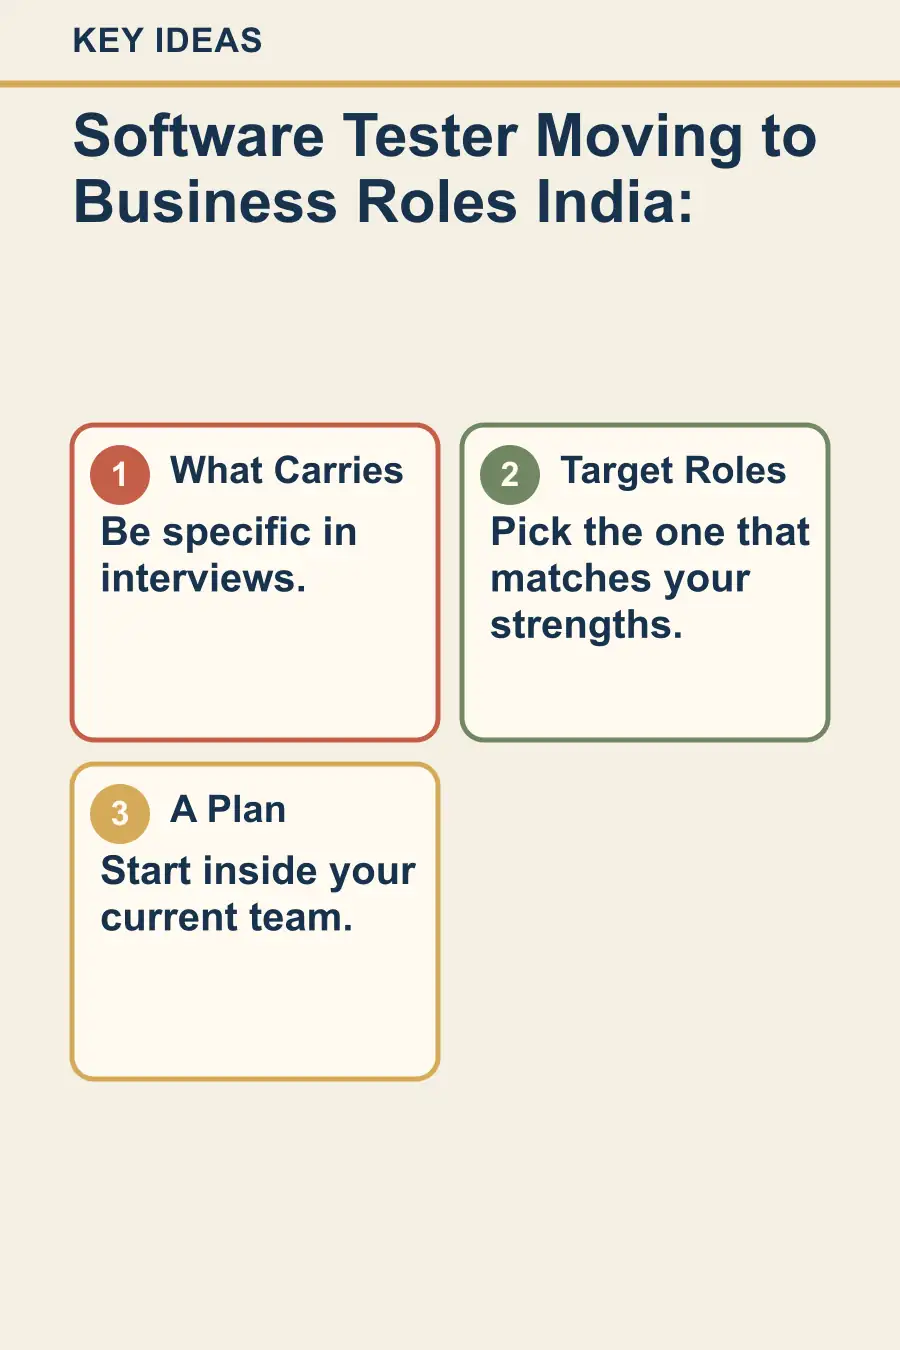 KEY IDEAS
Software Tester Moving to
Business Roles India:
1 What Carries
Be specific in
interviews.
2 Target Roles
Pick the one that
matches your
strengths.
3 A Plan
Start inside your
current team.